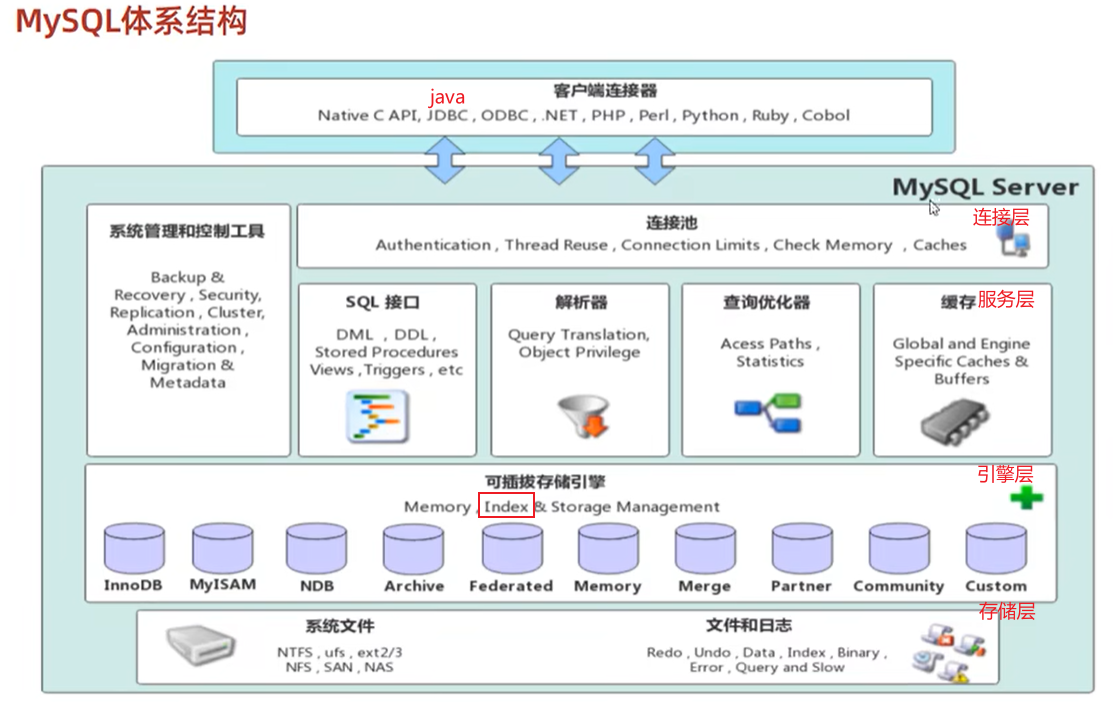 MySQL体系结构
java
客户端连接器
Native C API, JDBC , ODBC , .NET , PHP , Perl , Python , Ruby , Cobol
MySQL Server
连接层
系统管理和控制工具
Backup &
Recovery , Security,
Replication , Cluster,
Administration ,
Configuration ,
Migration &
Metadata
连接池
Authentication , Thread Reuse , Connection Limits , Check Memory , Caches
服务层
SQL 接口
DML , DDL ,
Stored Procedures
Views ,Triggers , etc
解析器
Query Translation,
Object Privilege
查询优化器
Acess Paths ,
Statistics
缓存
Global and Engine
Specific Caches &
Buffers
引擎层
可插拔存储引擎
Memory , Index & Storage Management
InnoDB MyISAM NDB Archive Federated Memory Merge Partner Community Custom
存储层
系统文件
NTFS , ufs , ext2/3
NFS , SAN , NAS
文件和日志
Redo , Undo , Data , Index , Binary ,
Error , Query and Slow